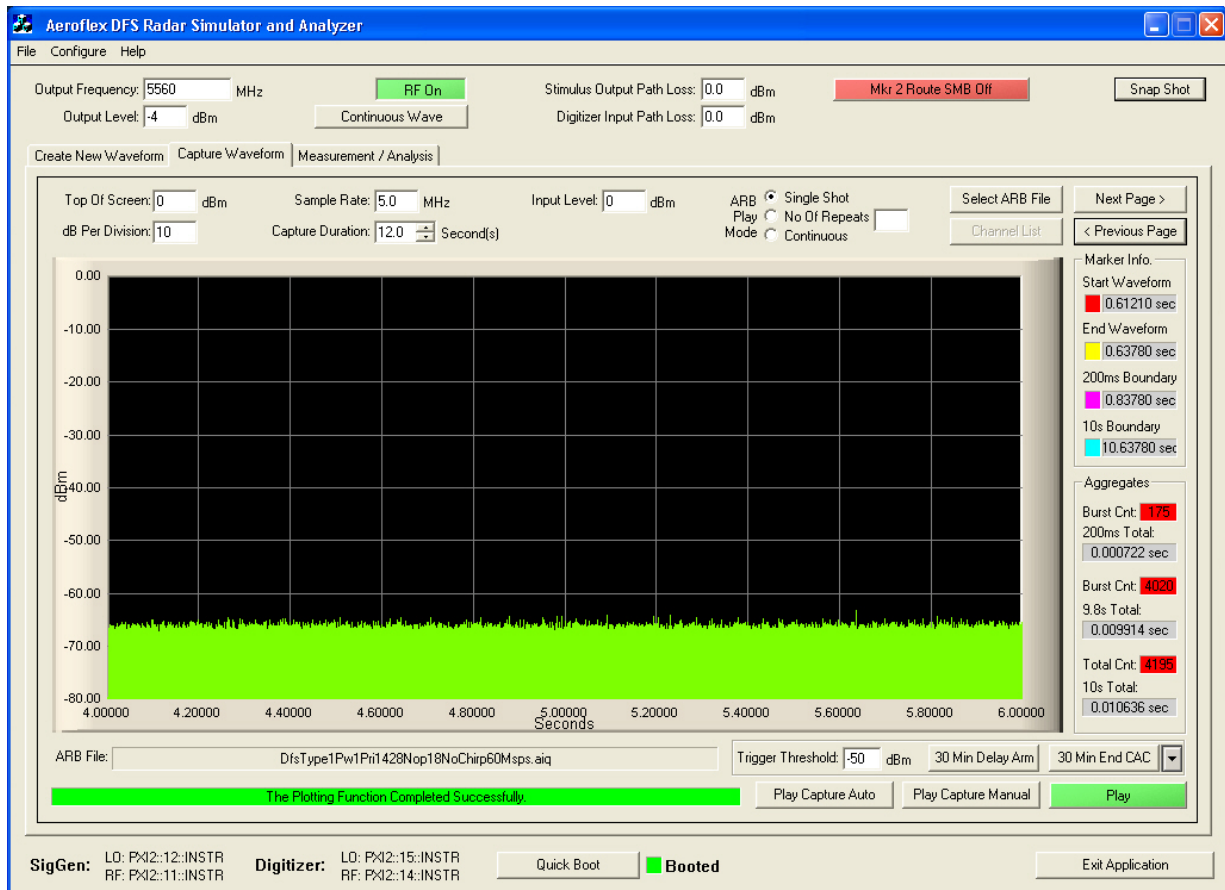 Aeroflex DFS Radar Simulator and Analyzer
File Configure Help
Output Frequency: 5560 MHz RF On Stimulus Output Path Loss: 0.0 dBm Mkr 2 Route SMB Off Snap Shot
Output Level: -4 dBm Continuous Wave Digitizer Input Path Loss: 0.0 dBm
Create New Waveform Capture Waveform Measurement / Analysis
Top Of Screen: 0 dBm Sample Rate: 5.0 MHz Input Level: 0 dBm ARB Play Mode Single Shot Select ARB File Next Page >
No Of Repeats
dB Per Division: 10 Capture Duration: 12.0 Second(s) Continuous Channel List < Previous Page
Marker Info.
Start Waveform
0.61210 sec
End Waveform
0.63780 sec
200ms Boundary
0.83780 sec
10s Boundary
10.63780 sec
Aggregates
Burst Cnt: 175
200ms Total:
0.000722 sec
Burst Cnt: 4020
9.8s Total:
0.009914 sec
Total Cnt: 4195
10s Total:
0.010636 sec
0.00
-10.00
-20.00
-30.00
-40.00
-50.00
-60.00
-70.00
-80.00
dBm
4.00000 4.20000 4.40000 4.60000 4.80000 5.00000 5.20000 5.40000 5.60000 5.80000 6.00000
Seconds
ARB File: DfsType1Pw1Pri1428Nop18NoChirp60Msps.aiq Trigger Threshold: -50 dBm 30 Min Delay Arm 30 Min End CAC
The Plotting Function Completed Successfully. Play Capture Auto Play Capture Manual Play
SigGen: LO: PXI2::12::INSTR Digitizer: LO: PXI2::15::INSTR Quick Boot Booted Exit Application
RF: PXI2::11::INSTR RF: PXI2::14::INSTR